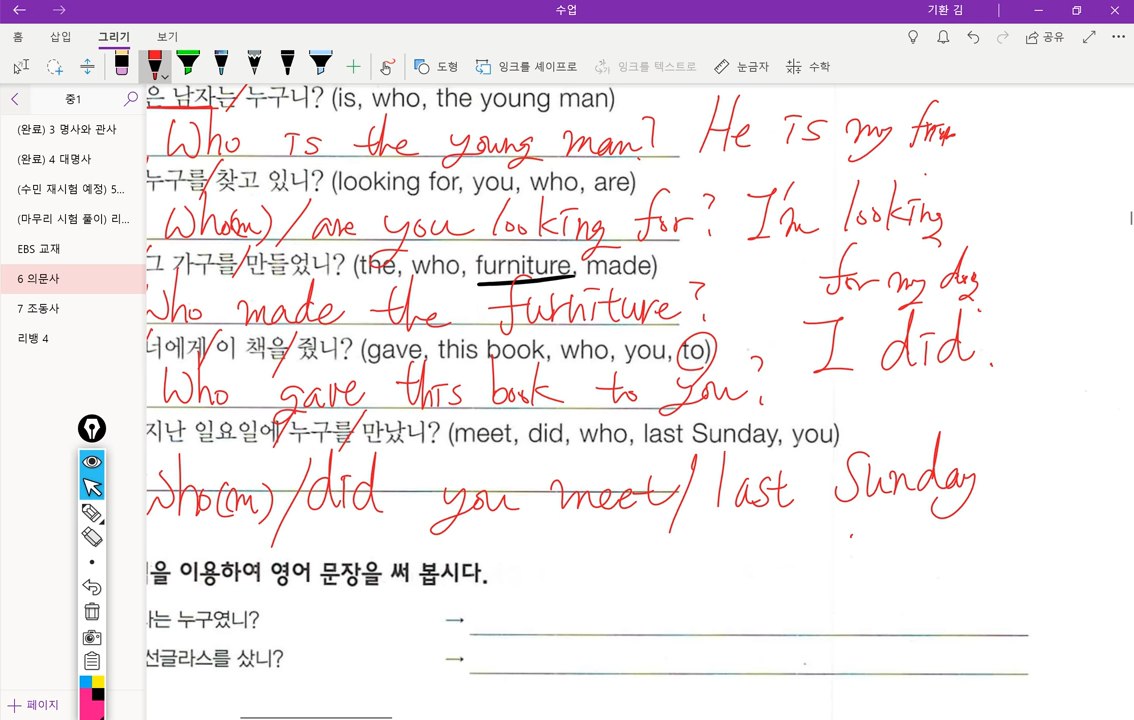 수업
기환 김
홈 삽입 그리기 보기
도형 잉크를 셰이프로 잉크를 텍스트로 눈금자 수학 공유
중1
(완료) 3 명사와 관사
(완료) 4 대명사
(수민 재시험 예정) 5...
(마무리 시험 풀이) 리...
EBS 교재
6 의문사
7 조동사
리뱅 4
페이지
은 남자는 누구니? (is, who, the young man)
Who is the young man? He is my
누구를 찾고 있니? (looking for, you, who, are)
who(m) / are you looking for? I'm looking
for my dog
그 가구를 만들었니? (the, who, furniture, made)
Who made the furniture?
I did.
너에게 이 책을 줬니? (gave, this book, who, you, to)
Who gave this book to you?
지난 일요일에 누구를 만났니? (meet, did, who, last Sunday, you)
who(m) / did you meet / last Sunday
을 이용하여 영어 문장을 써 봅시다.
는 누구였니? →
선글라스를 샀니? →